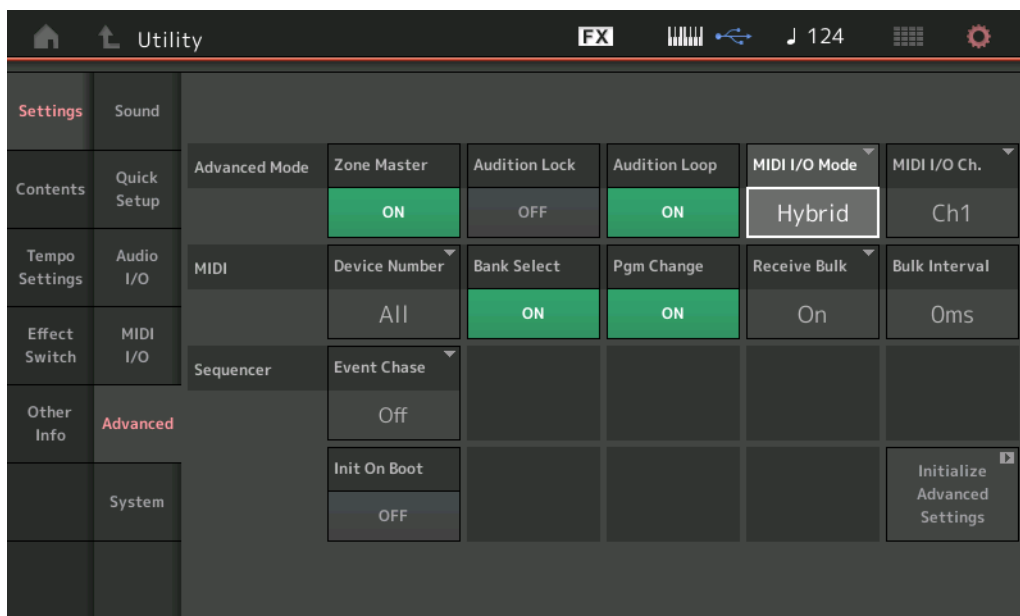 Utility
FX
♩ 124
Settings
Contents
Tempo
Settings
Effect
Switch
Other
Info
Sound
Quick
Setup
Audio
I/O
MIDI
I/O
Advanced
System
Advanced Mode
Zone Master
ON
Audition Lock
OFF
Audition Loop
ON
MIDI I/O Mode
Hybrid
MIDI I/O Ch.
Ch1
MIDI
Device Number
All
Bank Select
ON
Pgm Change
ON
Receive Bulk
On
Bulk Interval
0ms
Sequencer
Event Chase
Off
Init On Boot
OFF
Initialize
Advanced
Settings